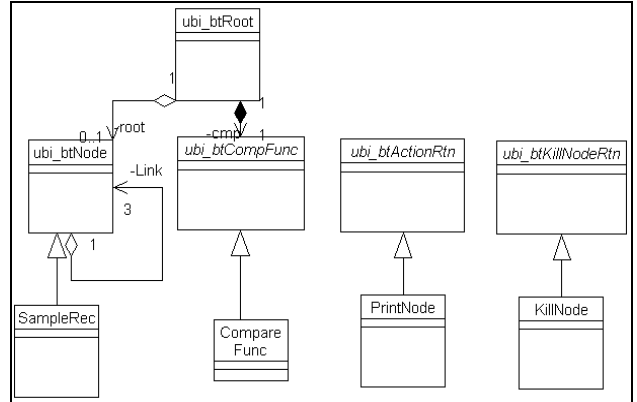 ubi_btRoot
1
1
0..1
-root
-cmp
1
ubi_btNode
ubi_btCompFunc
ubi_btActionRtn
ubi_btKillNodeRtn
-Link
3
1
SampleRec
Compare
Func
PrintNode
KillNode